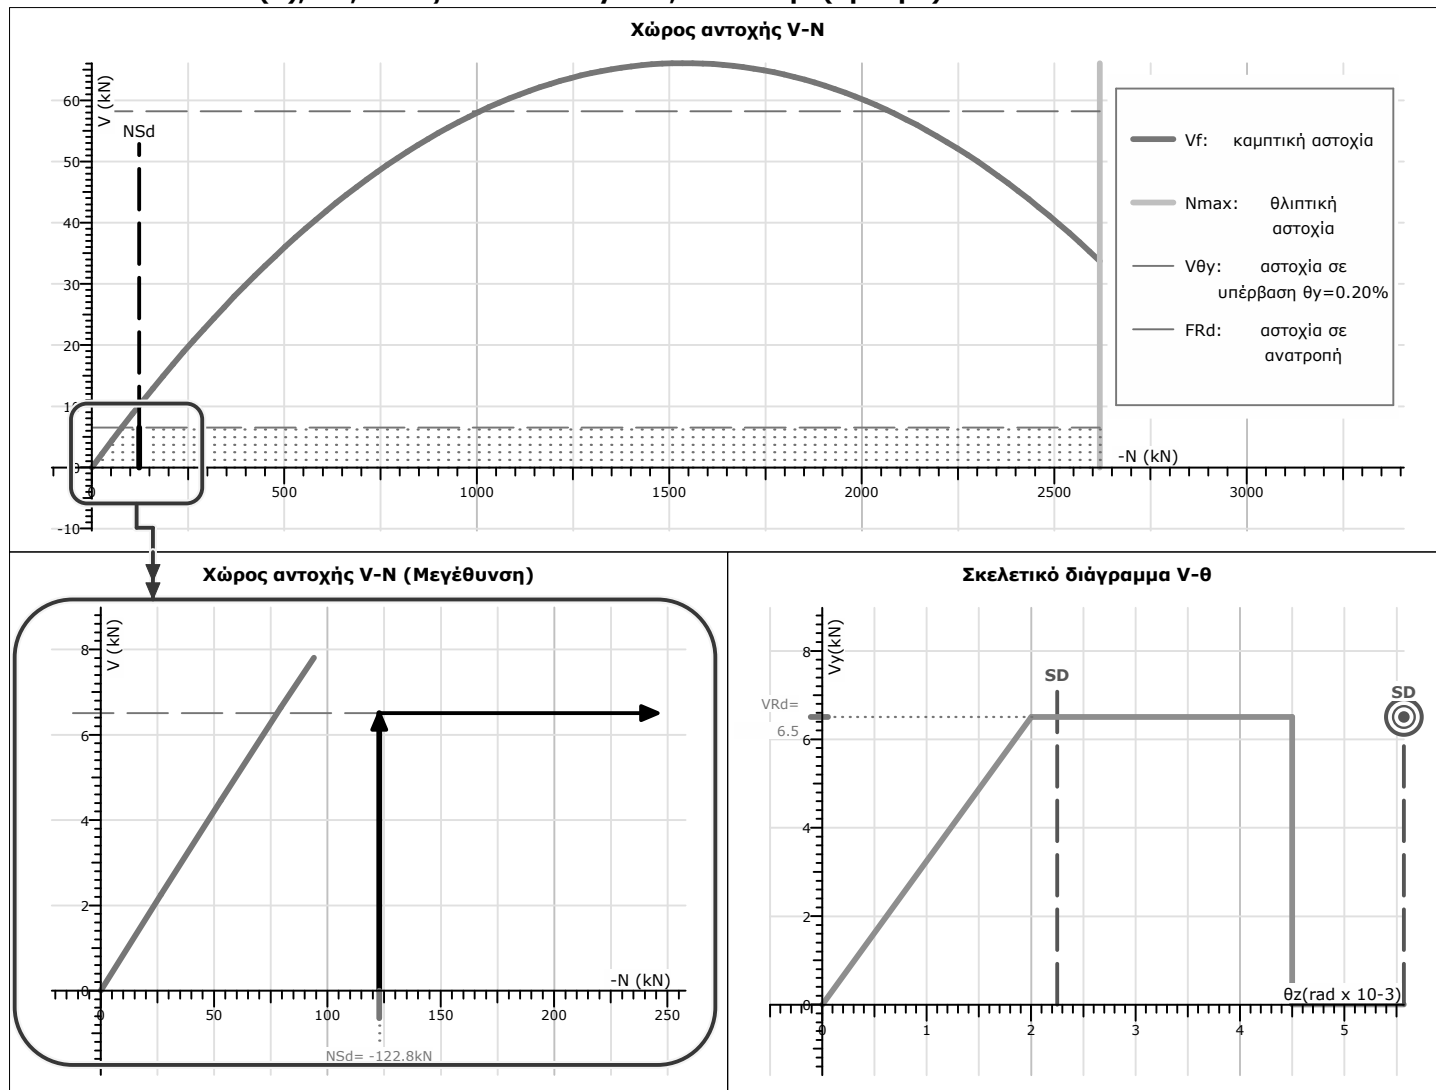 Χώρος αντοχής V-N
V (kN)
60
50
40
30
20
10
0
-10
NSd
0
500
1000
1500
2000
2500
3000
-N (kN)
Vf: καμπτική αστοχία
Nmax: θλιπτική
αστοχία
Vθy: αστοχία σε
υπέρβαση θy=0.20%
FRd: αστοχία σε
ανατροπή
Χώρος αντοχής V-N (Μεγέθυνση)
V (kN)
8
6
4
2
0
0
50
100
150
200
250
-N (kN)
NSd= -122.8kN
Σκελετικό διάγραμμα V-θ
Vy(kN)
8
6
4
2
0
VRd=
6.5
SD
SD
θz(rad x 10-3)
0
1
2
3
4
5